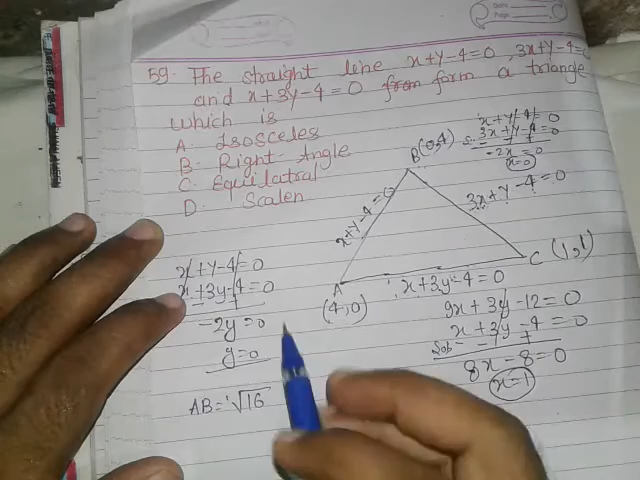 59. The straight line x+y-4=0, 3x+y-4=0
and x+3y-4=0 from form a triangle
which is
A. Isosceles
B. Right-Angle
C. Equilatral
D. Scalen
x+y-4=0
3x+y-4=0
-2x=0
x=0
B(0,4)
x+y-4=0
3x+y-4=0
A
(4,0)
x+3y-4=0
C (1,1)
x+y-4=0
x+3y-4=0
-2y=0
y=0
AB=√16
9x+3y-12=0
x+3y-4=0
Sub - - +
8x-8=0
x=1